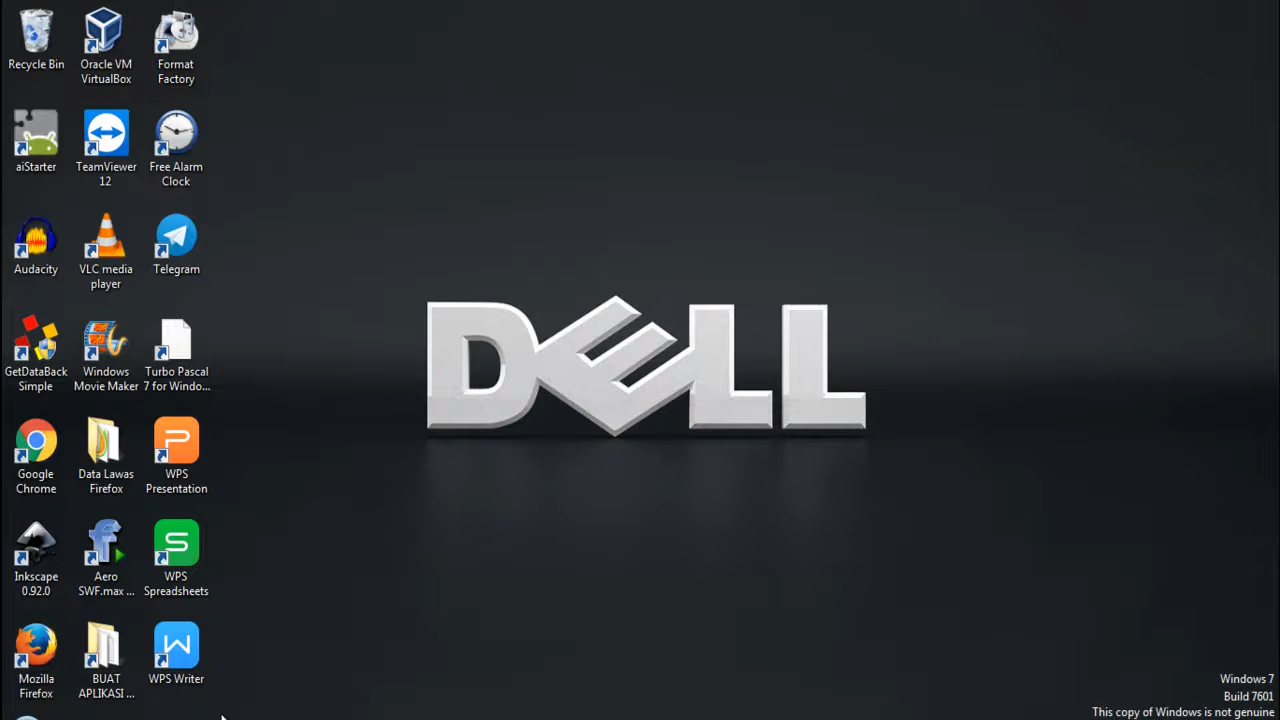 Recycle Bin
Oracle VM
VirtualBox
Format
Factory
aiStarter
TeamViewer
12
Free Alarm
Clock
Audacity
VLC media
player
Telegram
GetDataBack
Simple
Windows
Movie Maker
Turbo Pascal
7 for Windo...
Google
Chrome
Data Lawas
Firefox
WPS
Presentation
Inkscape
0.92.0
Aero
SWF.max ...
WPS
Spreadsheets
Mozilla
Firefox
BUAT
APLIKASI ...
WPS Writer
DELL
Windows 7
Build 7601
This copy of Windows is not genuine